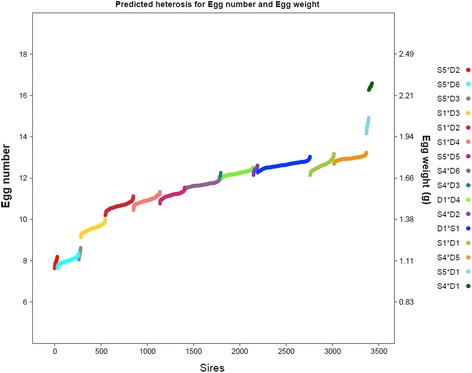 Predicted heterosis for Egg number and Egg weight
Egg number
18
16
14
12
10
8
6
0
500
1000
1500
2000
2500
3000
3500
Sires
2.49
2.21
1.94
1.66
1.38
1.11
0.83
Egg weight (g)
S5*D2
S5*D6
S5*D3
S1*D3
S1*D2
S1*D4
S5*D5
S4*D6
S4*D3
D1*D4
S4*D2
D1*S1
S1*D1
S4*D5
S5*D1
S4*D1